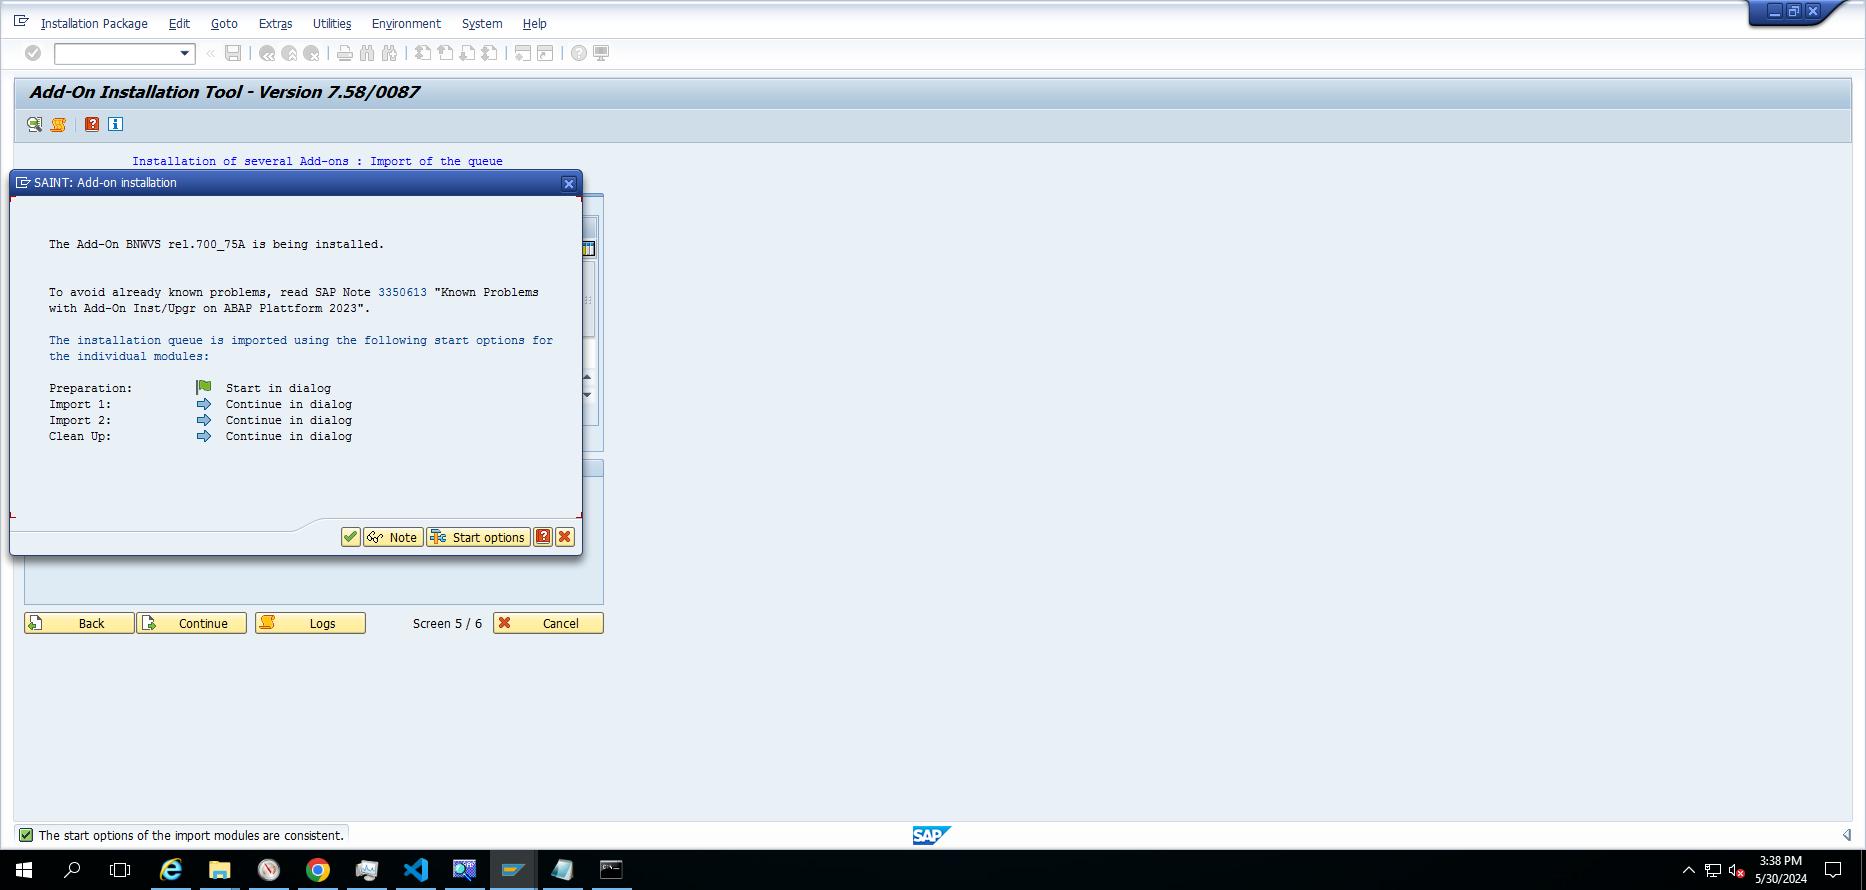 Installation Package Edit Goto Extras Utilities Environment System Help
Add-On Installation Tool - Version 7.58/0087
Installation of several Add-ons : Import of the queue
SAINT: Add-on installation
The Add-On BNWVS rel.700_75A is being installed.
To avoid already known problems, read SAP Note 3350613 "Known Problems
with Add-On Inst/Upgr on ABAP Plattform 2023".
The installation queue is imported using the following start options for
the individual modules:
Preparation: Start in dialog
Import 1: Continue in dialog
Import 2: Continue in dialog
Clean Up: Continue in dialog
Note Start options
Back Continue Logs Screen 5 / 6 Cancel
The start options of the import modules are consistent.
SAP
3:38 PM
5/30/2024